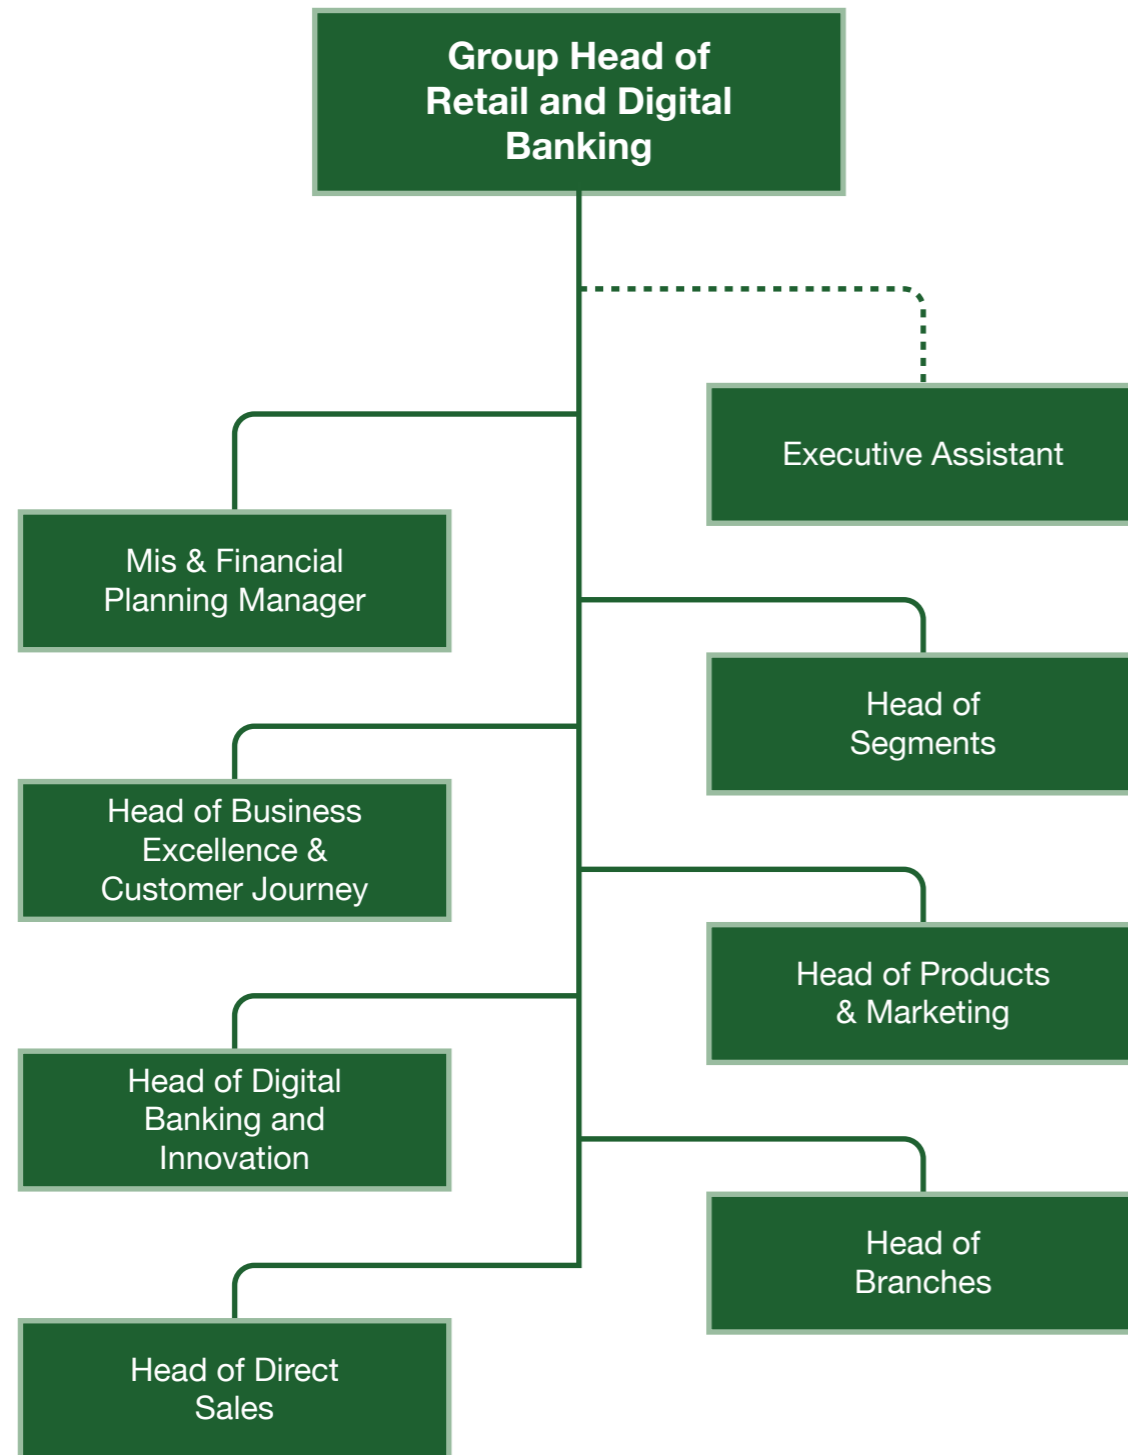 Group Head of
Retail and Digital
Banking
Executive Assistant
Mis & Financial
Planning Manager
Head of
Segments
Head of Business
Excellence &
Customer Journey
Head of Products
& Marketing
Head of Digital
Banking and
Innovation
Head of
Branches
Head of Direct
Sales